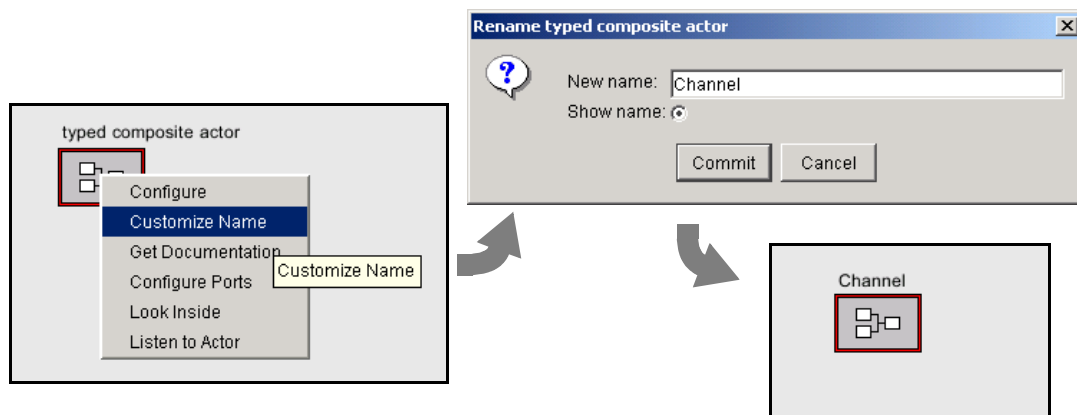 typed composite actor
Configure
Customize Name
Get Documentation
Customize Name
Configure Ports
Look Inside
Listen to Actor
Rename typed composite actor
?
New name: Channel
Show name:
Commit Cancel
Channel